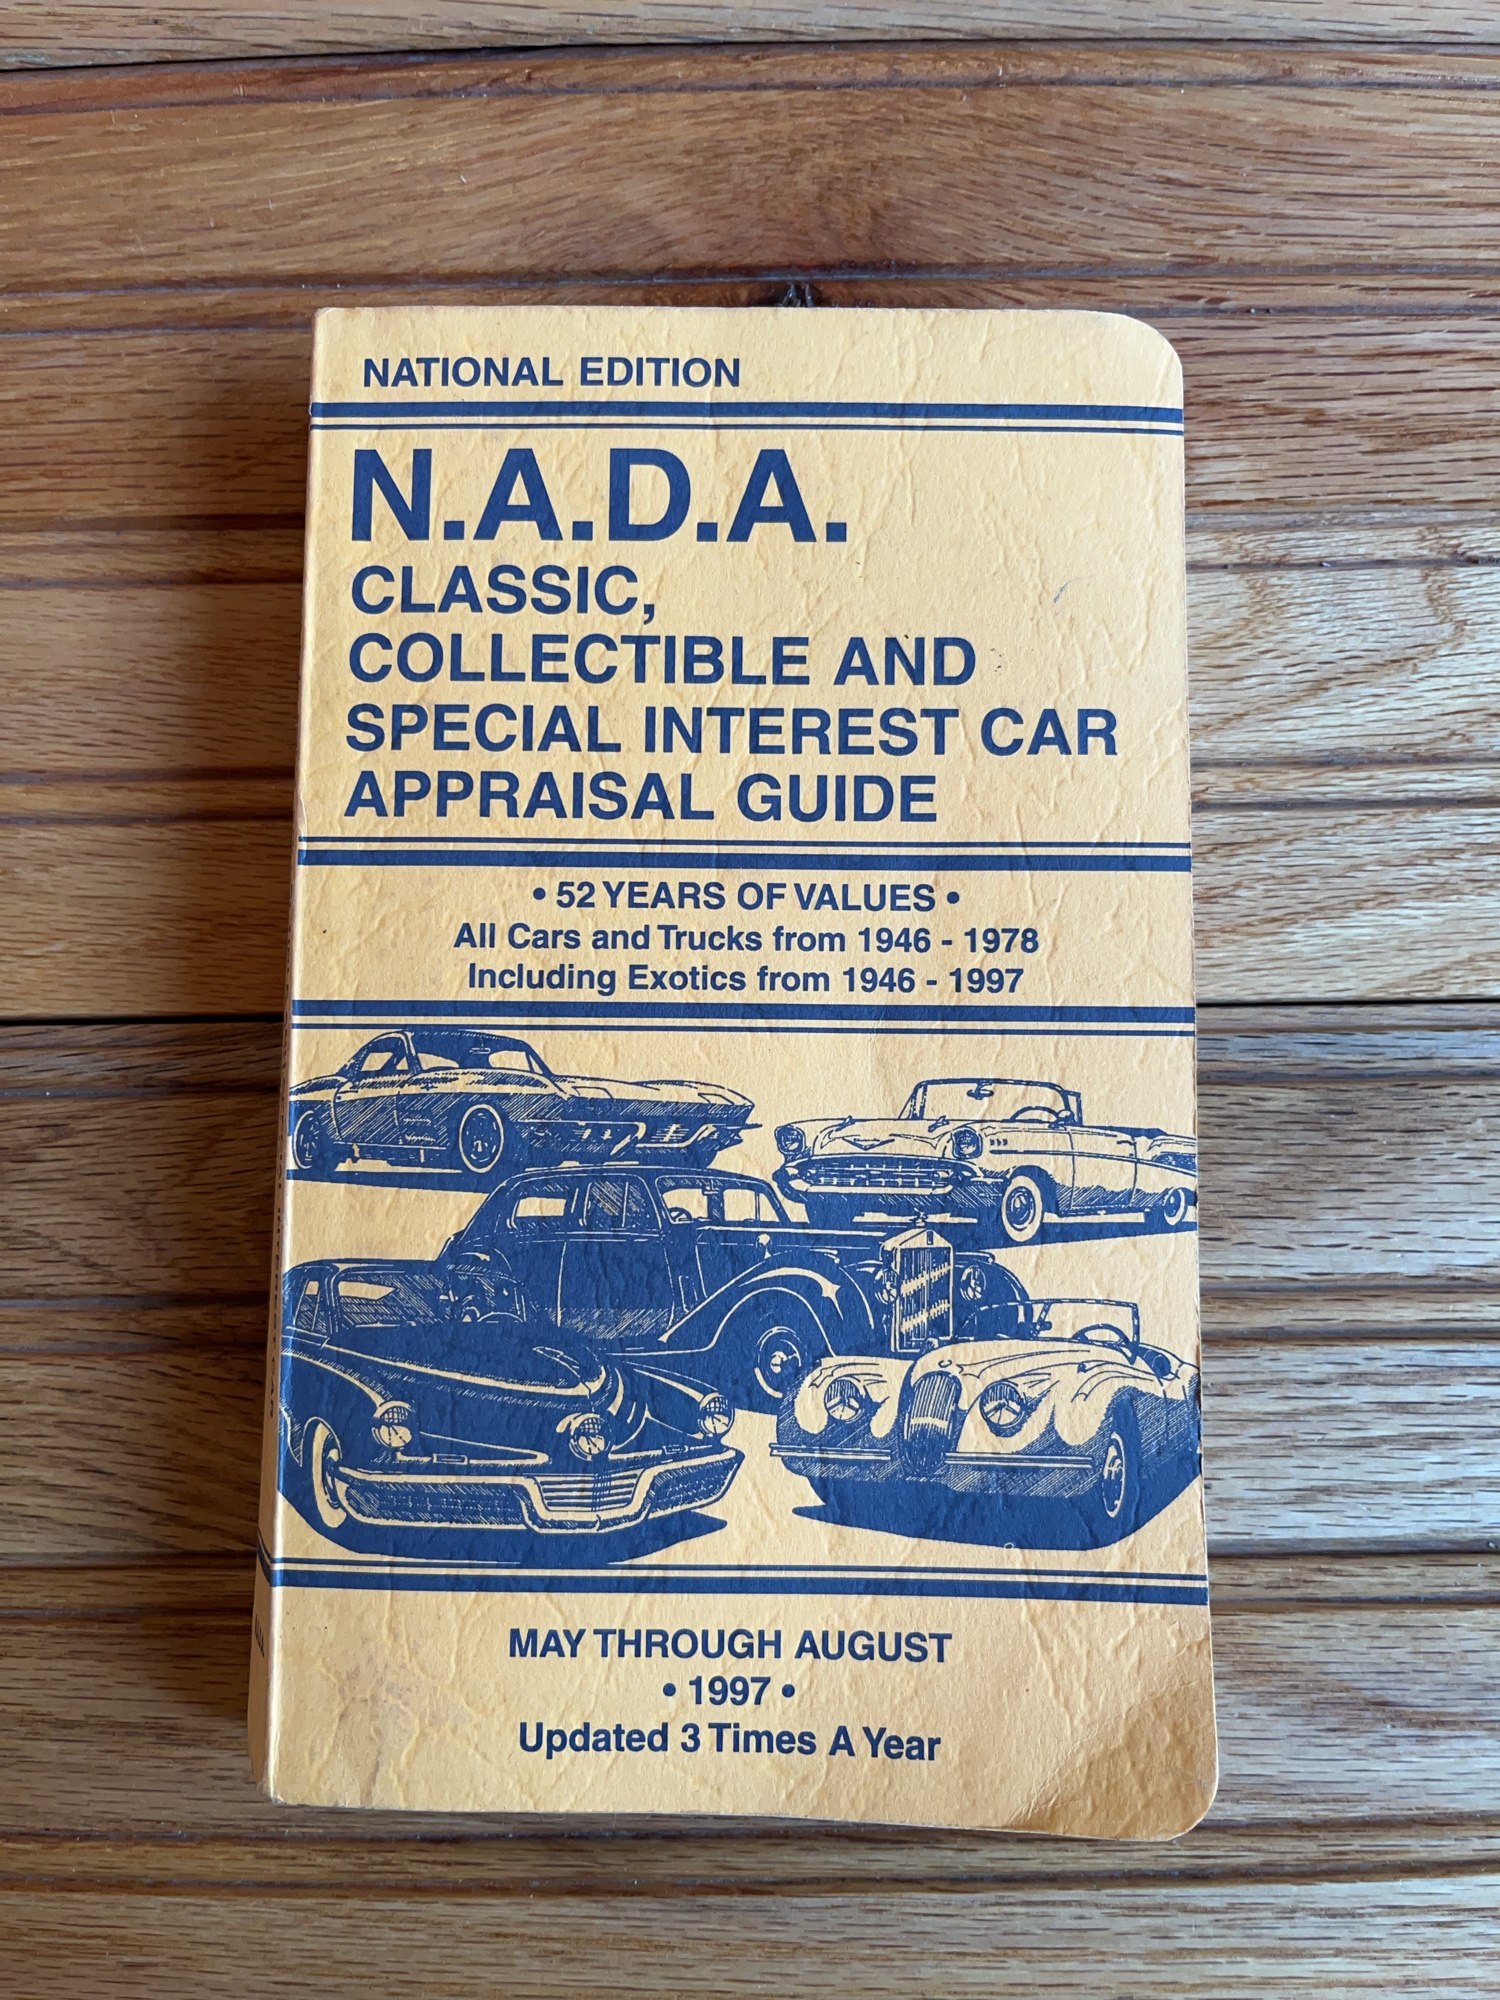 NATIONAL EDITION
N.A.D.A.
CLASSIC,
COLLECTIBLE AND
SPECIAL INTEREST CAR
APPRAISAL GUIDE
• 52 YEARS OF VALUES •
All Cars and Trucks from 1946 - 1978
Including Exotics from 1946 - 1997
MAY THROUGH AUGUST
• 1997 •
Updated 3 Times A Year